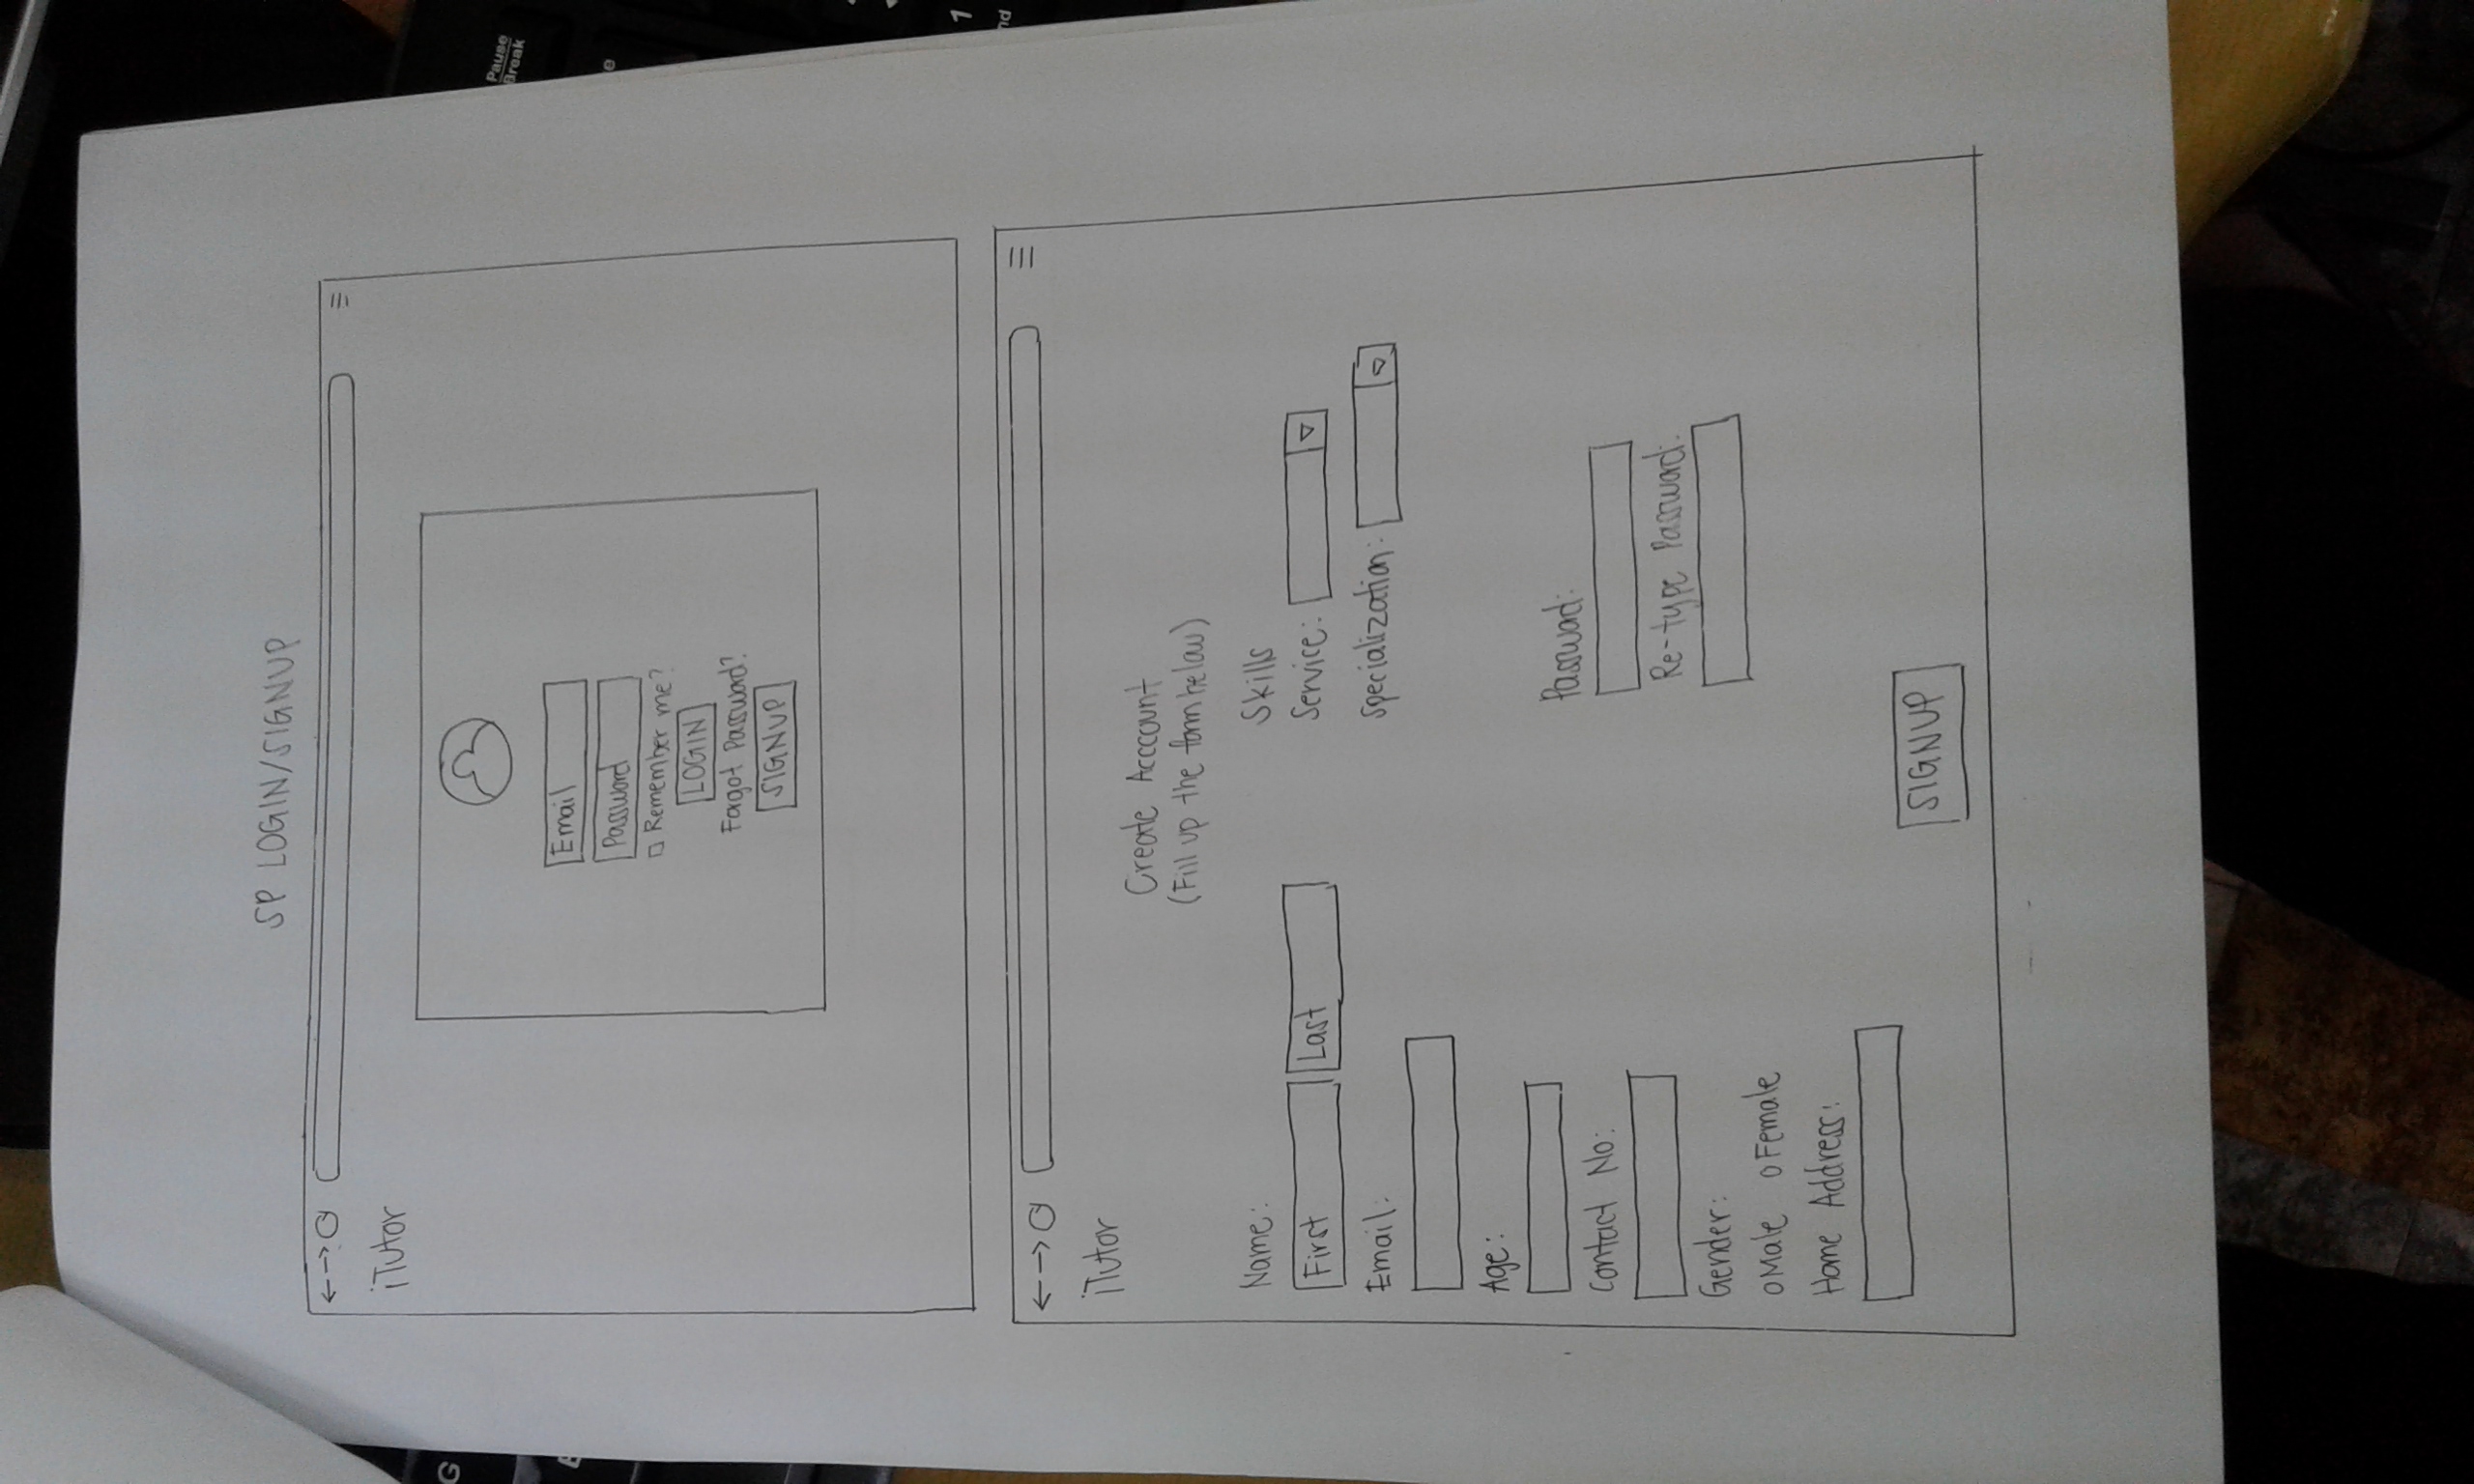 SP LOGIN/SIGNUP
iTutor
Email
Password
Remember me?
LOGIN
Forgot Password?
SIGNUP
iTutor
Create Acccount
(Fill up the form below)
Name:
First Last
Email:
Age:
Contact No:
Gender:
Male Female
Home Address:
Skills
Service:
Specialization:
Password:
Re-type Password:
SIGNUP
G
Pause
Break
e
1
nd